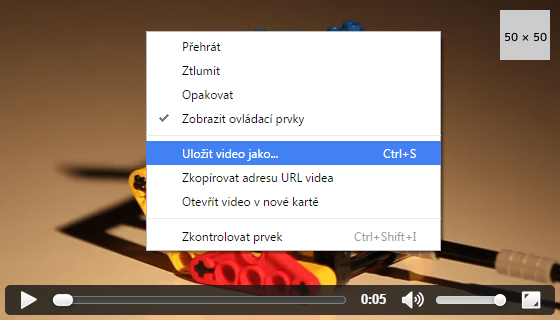 50 × 50
Přehrát
Ztlumit
Opakovat
Zobrazit ovládací prvky
Uložit video jako... Ctrl+S
Zkopírovat adresu URL videa
Otevřít video v nové kartě
Zkontrolovat prvek Ctrl+Shift+I
0:05